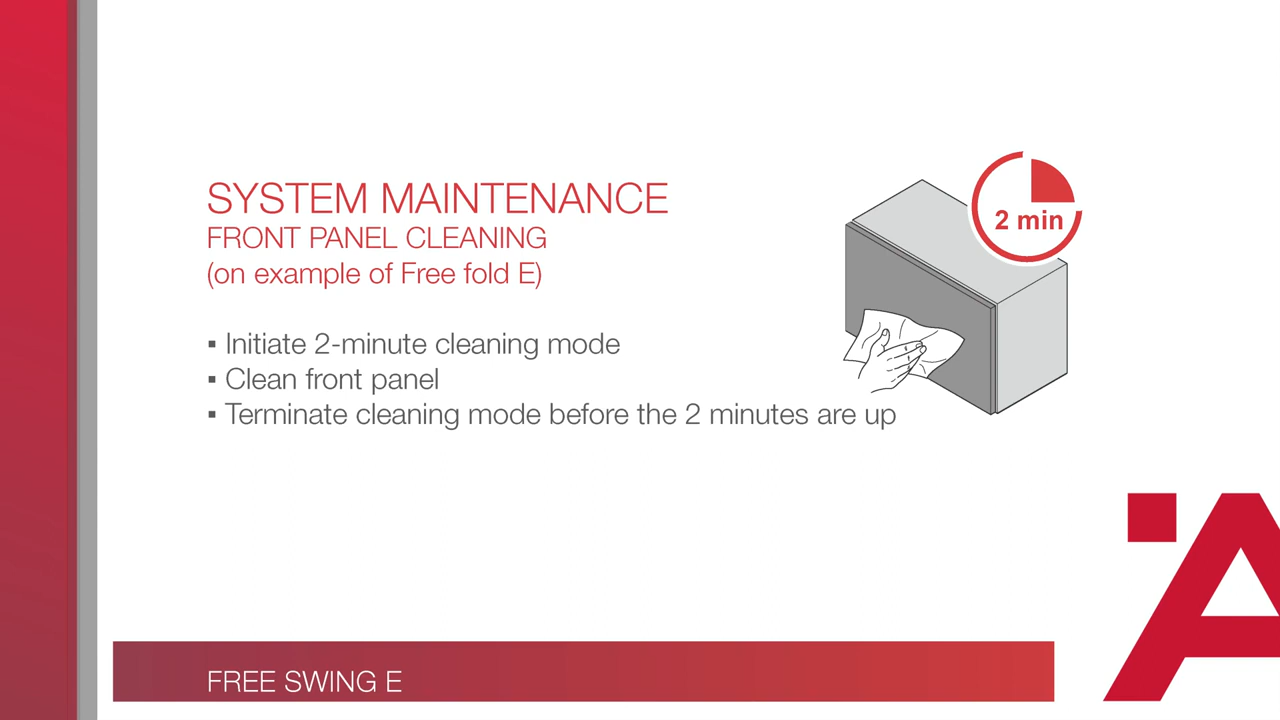 SYSTEM MAINTENANCE
FRONT PANEL CLEANING
(on example of Free fold E)
▪ Initiate 2-minute cleaning mode
▪ Clean front panel
▪ Terminate cleaning mode before the 2 minutes are up
2 min
FREE SWING E